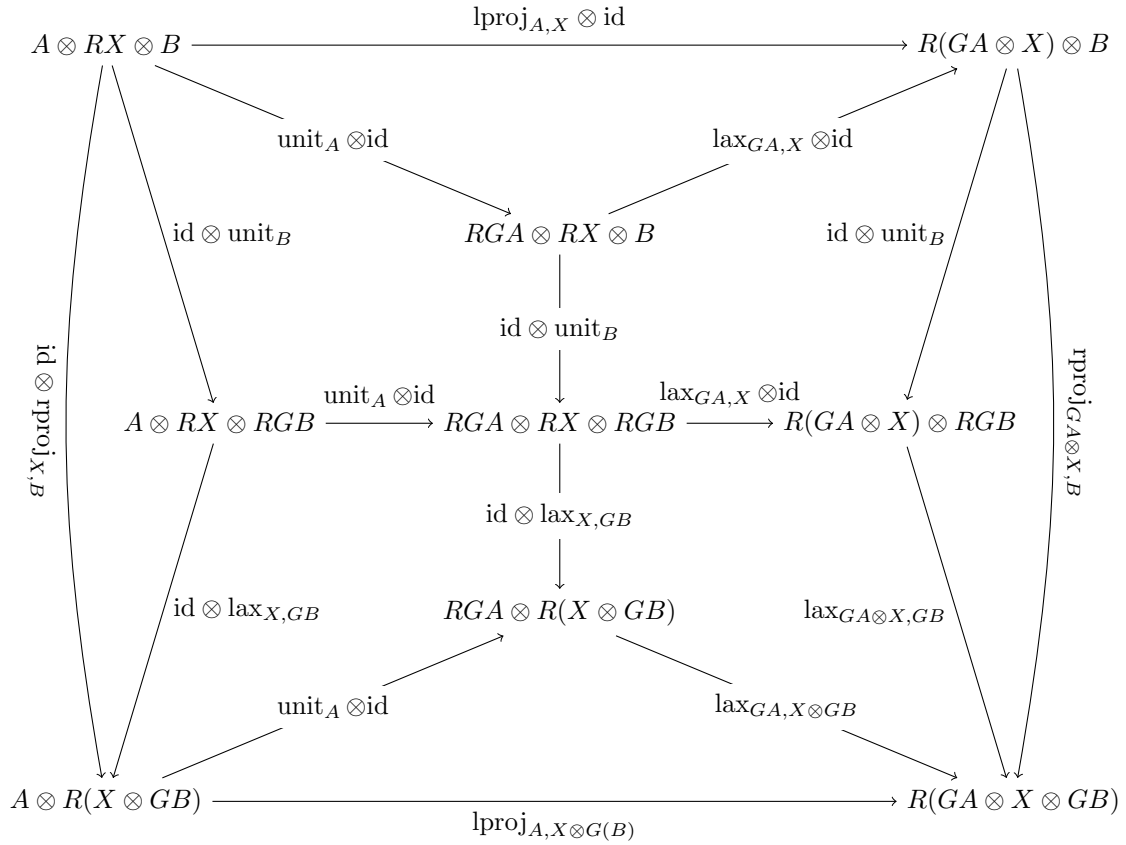 lproj_{A,X} ⊗ id
A ⊗ RX ⊗ B
R(GA ⊗ X) ⊗ B
unit_A ⊗id
lax_{GA,X} ⊗id
id ⊗ unit_B
RGA ⊗ RX ⊗ B
id ⊗ unit_B
id ⊗ unit_B
id ⊗ rproj_{X,B}
rproj_{GA⊗X,B}
unit_A ⊗id
lax_{GA,X} ⊗id
A ⊗ RX ⊗ RGB
RGA ⊗ RX ⊗ RGB
R(GA ⊗ X) ⊗ RGB
id ⊗ lax_{X,GB}
id ⊗ lax_{X,GB}
RGA ⊗ R(X ⊗ GB)
lax_{GA⊗X,GB}
unit_A ⊗id
lax_{GA,X⊗GB}
A ⊗ R(X ⊗ GB)
R(GA ⊗ X ⊗ GB)
lproj_{A,X⊗G(B)}